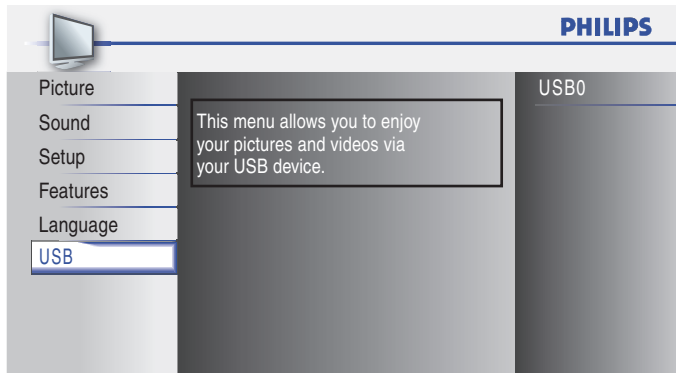 PHILIPS
Picture
Sound
Setup
Features
Language
USB
This menu allows you to enjoy
your pictures and videos via
your USB device.
USB0